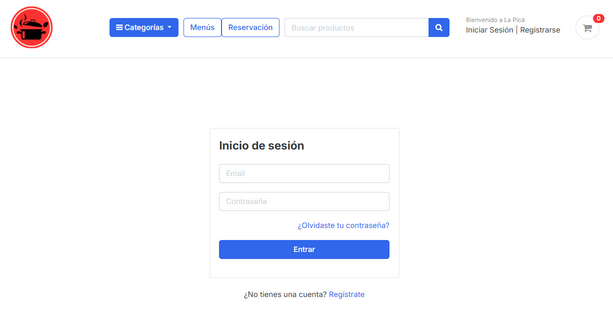 Categorías
Menús
Reservación
Buscar productos
Bienvenido a La Pica
Iniciar Sesión | Registrarse
0
Inicio de sesión
Email
Contraseña
¿Olvidaste tu contraseña?
Entrar
¿No tienes una cuenta? Regístrate